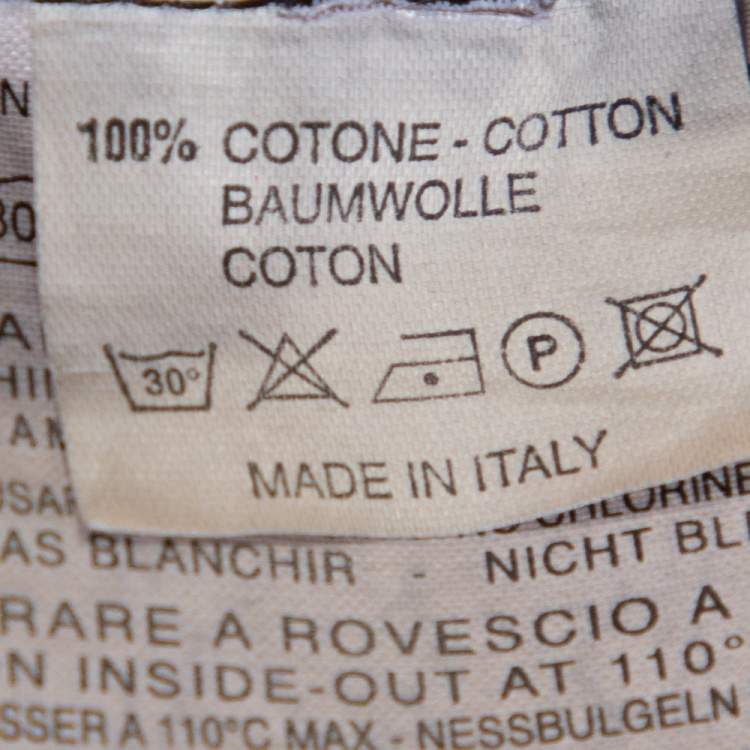 100% COTONE - COTTON
BAUMWOLLE
COTON
30°
P
MADE IN ITALY
AS BLANCHIR - NICHT
RARE A ROVESCIO A
N INSIDE-OUT AT 110°
SSER A 110°C MAX - NESSBULGELN